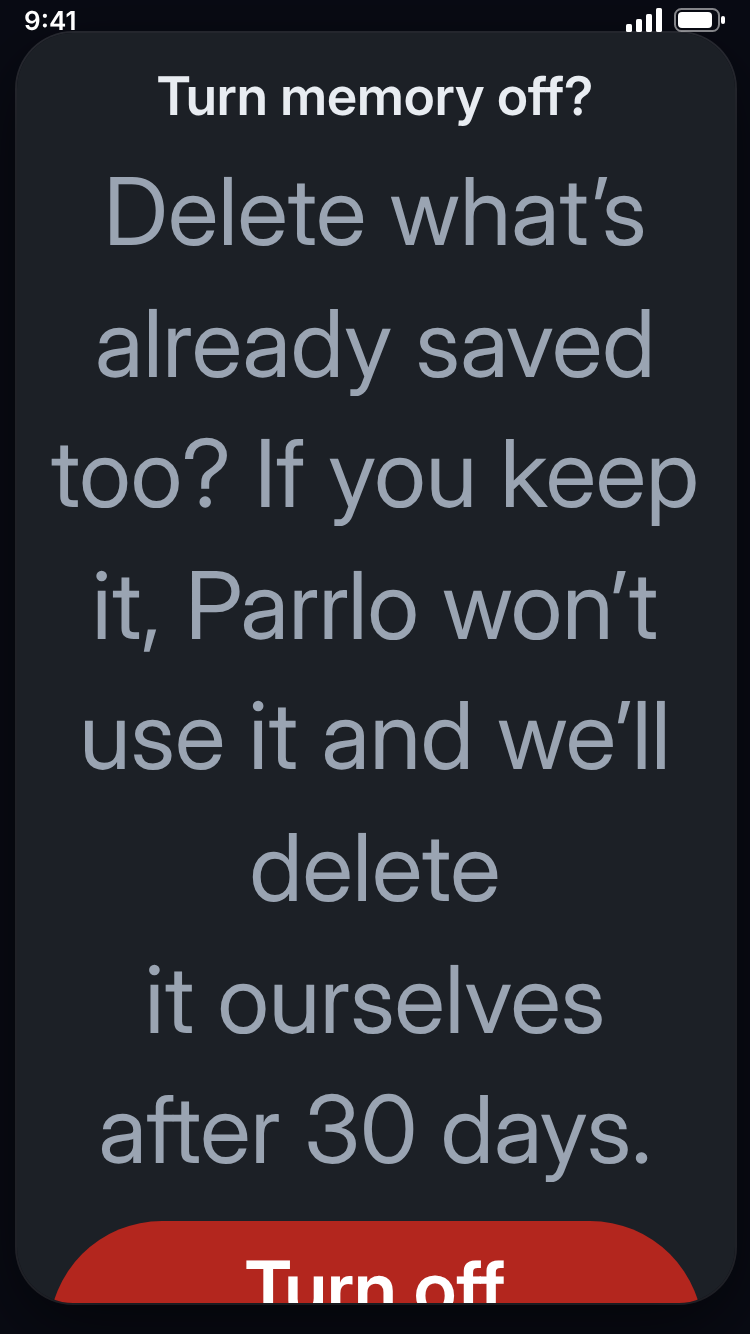 9:41
Turn memory off?
Delete what’s
already saved
too? If you keep
it, Parrlo won’t
use it and we’ll
delete
it ourselves
after 30 days.
Turn off